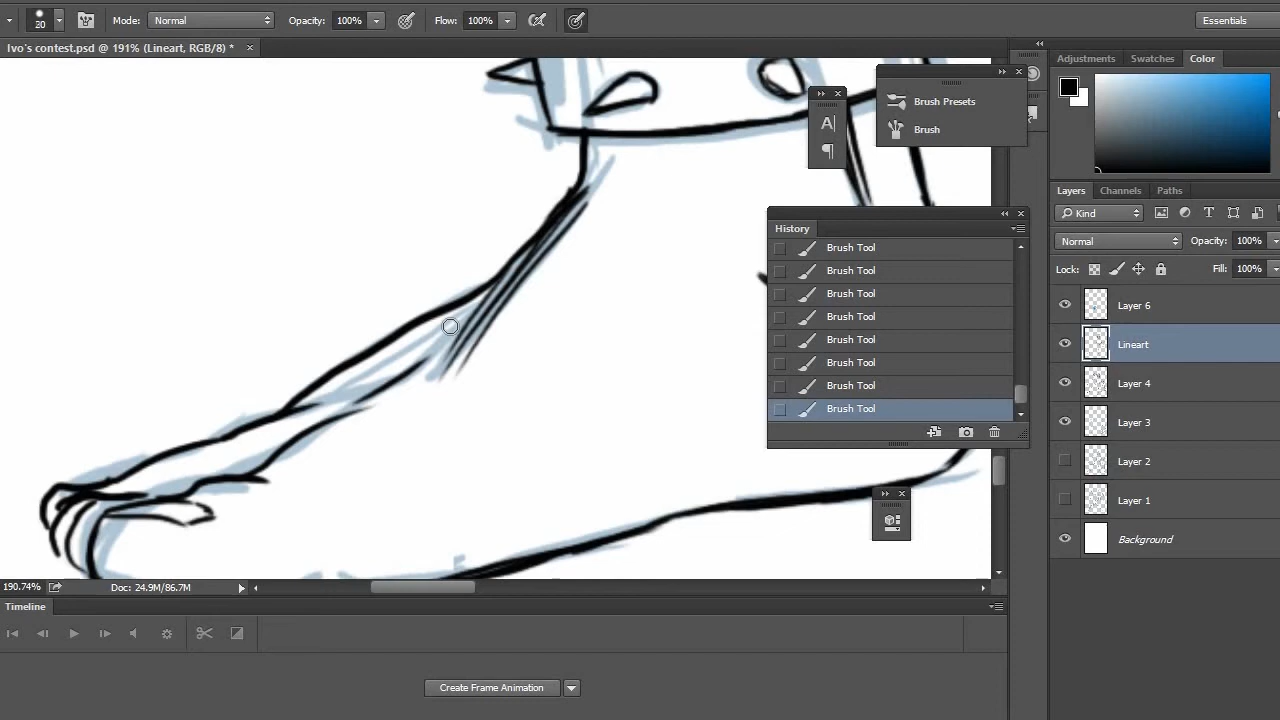 20 Mode: Normal Opacity: 100% Flow: 100% Essentials
Ivo's contest.psd @ 191% (Lineart, RGB/8) *
Adjustments Swatches Color
Brush Presets
Brush
A
Layers Channels Paths
Kind
Normal Opacity: 100%
Lock: Fill: 100%
History
Brush Tool
Brush Tool
Brush Tool
Brush Tool
Brush Tool
Brush Tool
Brush Tool
Brush Tool
Layer 6
Lineart
Layer 4
Layer 3
Layer 2
Layer 1
Background
190.74% Doc: 24.9M/86.7M
Timeline
Create Frame Animation